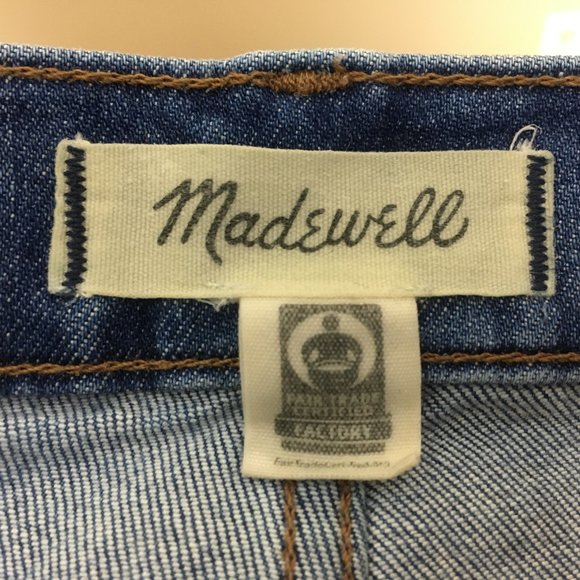 Madewell
FAIR TRADE
CERTIFIED
FACTORY
FairTradeCertified.org